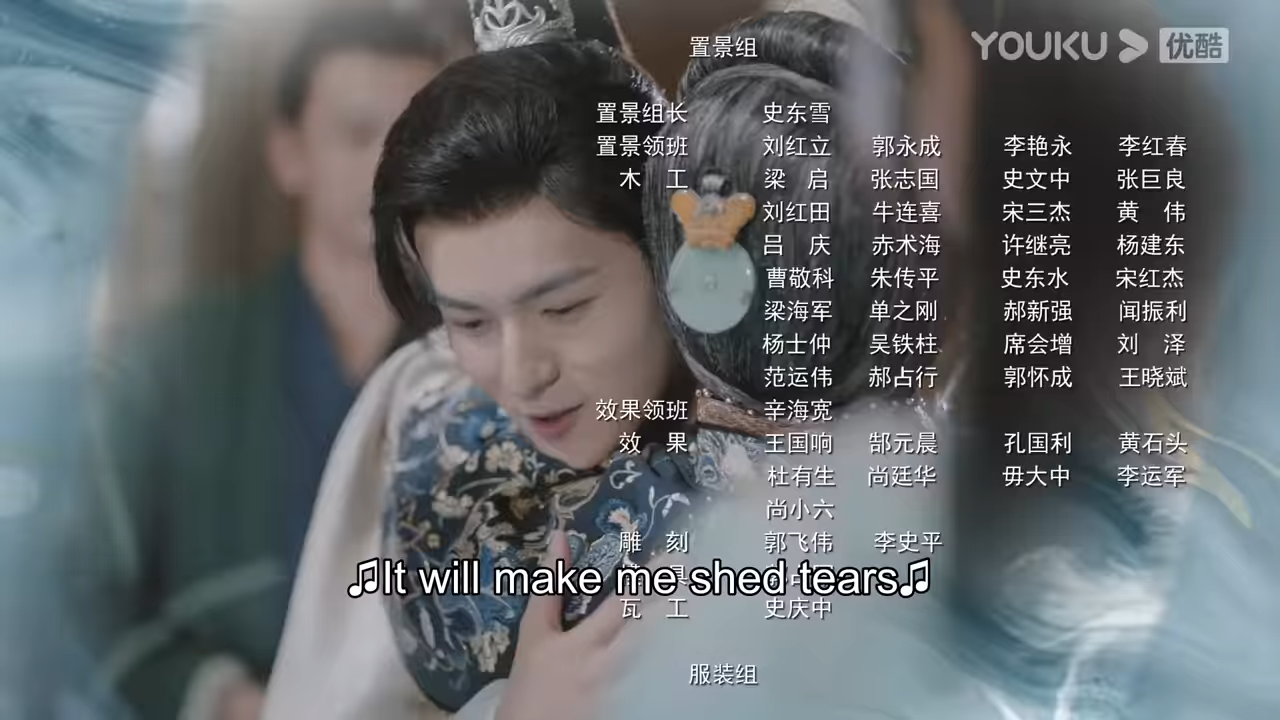 置景组
YOUKU 优酷
置景组长 史东雪
置景领班 刘红立 郭永成 李艳永 李红春
木 工 梁 启 张志国 史文中 张巨良
刘红田 牛连喜 宋三杰 黄 伟
吕 庆 赤术海 许继亮 杨建东
曹敬科 朱传平 史东水 宋红杰
梁海军 单之刚 郝新强 闻振利
杨士仲 吴铁柱 席会增 刘 泽
范运伟 郝占行 郭怀成 王晓斌
效果领班 辛海宽
效 果 王国响 郜元晨 孔国利 黄石头
杜有生 尚廷华 毋大中 李运军
尚小六
雕 刻 郭飞伟 李史平
♫It will make me shed tears♫
瓦 工 史庆中
服装组